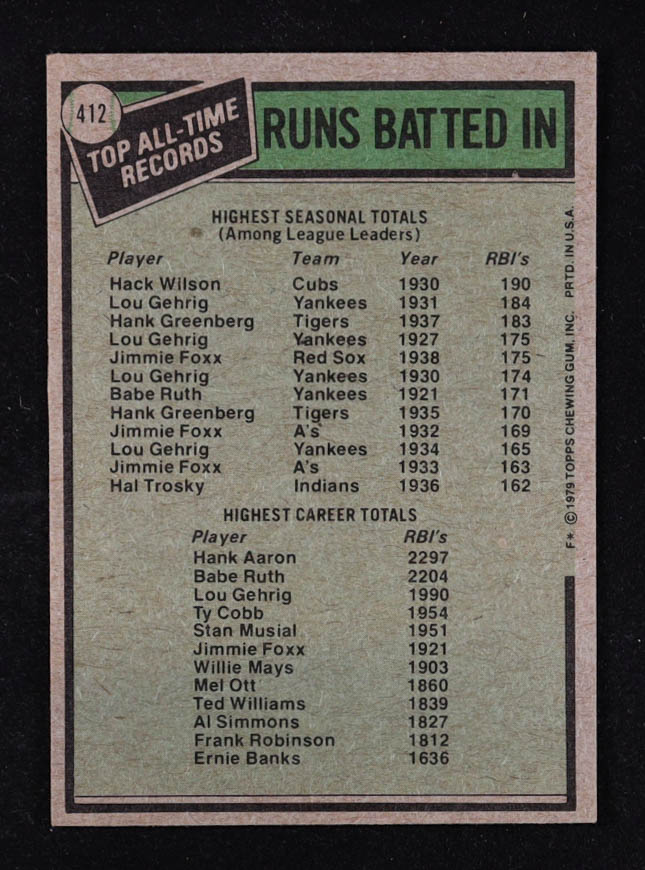 412
TOP ALL-TIME
RECORDS
RUNS BATTED IN
HIGHEST SEASONAL TOTALS
(Among League Leaders)
Player Team Year RBI's
Hack Wilson Cubs 1930 190
Lou Gehrig Yankees 1931 184
Hank Greenberg Tigers 1937 183
Lou Gehrig Yankees 1927 175
Jimmie Foxx Red Sox 1938 175
Lou Gehrig Yankees 1930 174
Babe Ruth Yankees 1921 171
Hank Greenberg Tigers 1935 170
Jimmie Foxx A's 1932 169
Lou Gehrig Yankees 1934 165
Jimmie Foxx A's 1933 163
Hal Trosky Indians 1936 162
HIGHEST CAREER TOTALS
Player RBI's
Hank Aaron 2297
Babe Ruth 2204
Lou Gehrig 1990
Ty Cobb 1954
Stan Musial 1951
Jimmie Foxx 1921
Willie Mays 1903
Mel Ott 1860
Ted Williams 1839
Al Simmons 1827
Frank Robinson 1812
Ernie Banks 1636
F* © 1979 TOPPS CHEWING GUM, INC. PRTD. IN U.S.A.